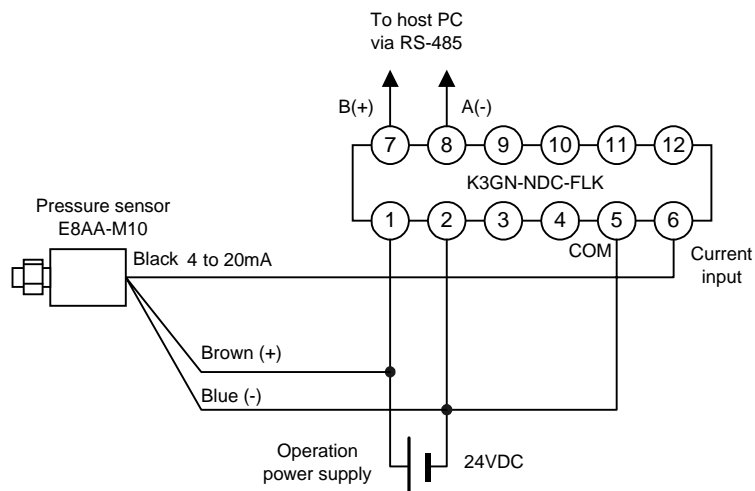 To host PC
via RS-485
B(+)
A(-)
7 8 9 10 11 12
K3GN-NDC-FLK
1 2 3 4 5 6
COM
Current
input
Pressure sensor
E8AA-M10
Black 4 to 20mA
Brown (+)
Blue (-)
Operation
power supply
24VDC